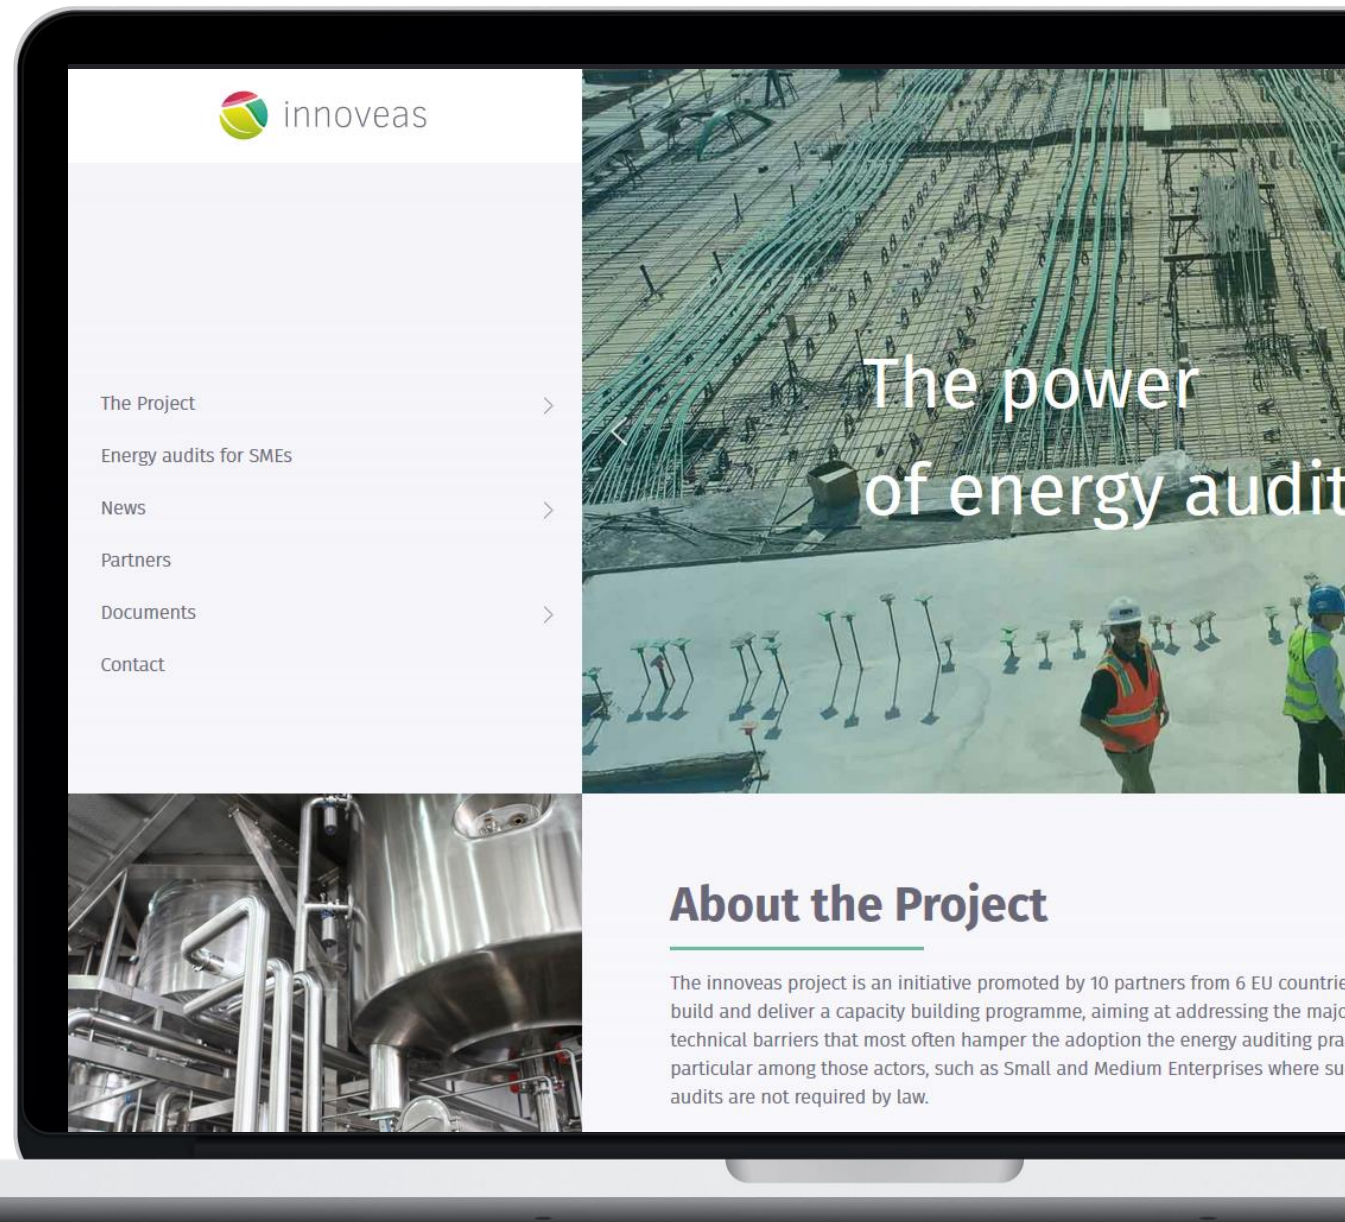 innoveas
The Project
Energy audits for SMEs
News
Partners
Documents
Contact
The power
of energy audit
About the Project
The innoveas project is an initiative promoted by 10 partners from 6 EU countrie
build and deliver a capacity building programme, aiming at addressing the majo
technical barriers that most often hamper the adoption the energy auditing pra
particular among those actors, such as Small and Medium Enterprises where su
audits are not required by law.